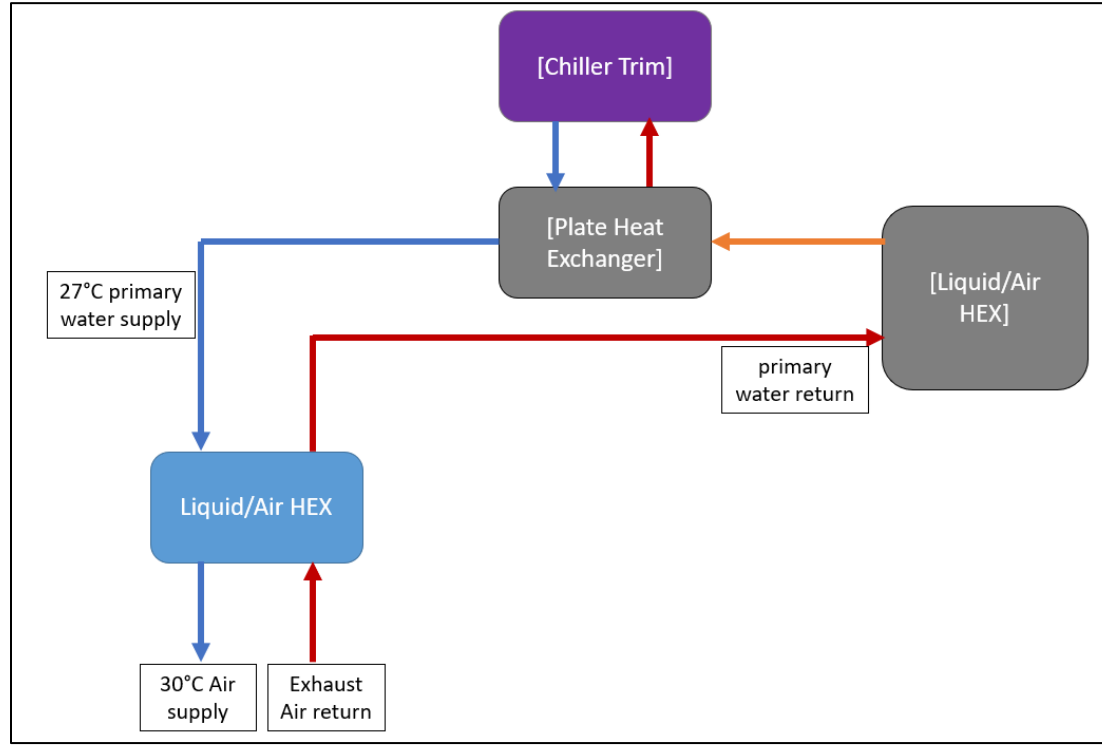 [Chiller Trim]
[Plate Heat
Exchanger]
[Liquid/Air
HEX]
27°C primary
water supply
primary
water return
Liquid/Air HEX
30°C Air
supply
Exhaust
Air return